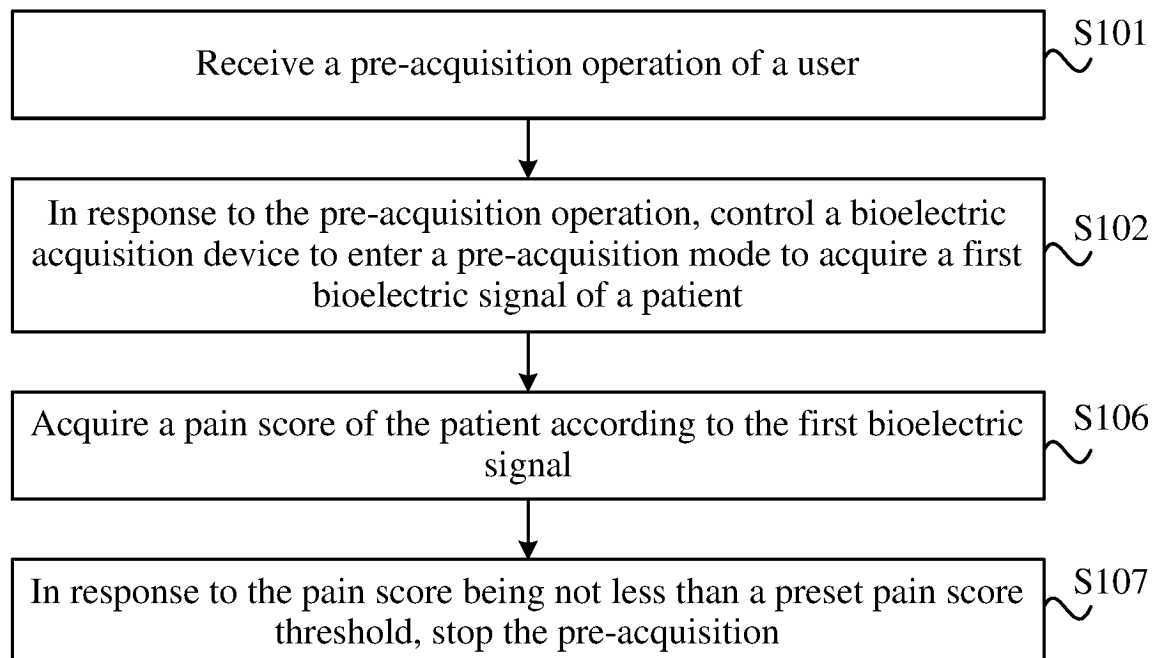 S101
Receive a pre-acquisition operation of a user
In response to the pre-acquisition operation, control a bioelectric
acquisition device to enter a pre-acquisition mode to acquire a first
bioelectric signal of a patient
S102
Acquire a pain score of the patient according to the first bioelectric
signal
S106
In response to the pain score being not less than a preset pain score
threshold, stop the pre-acquisition
S107